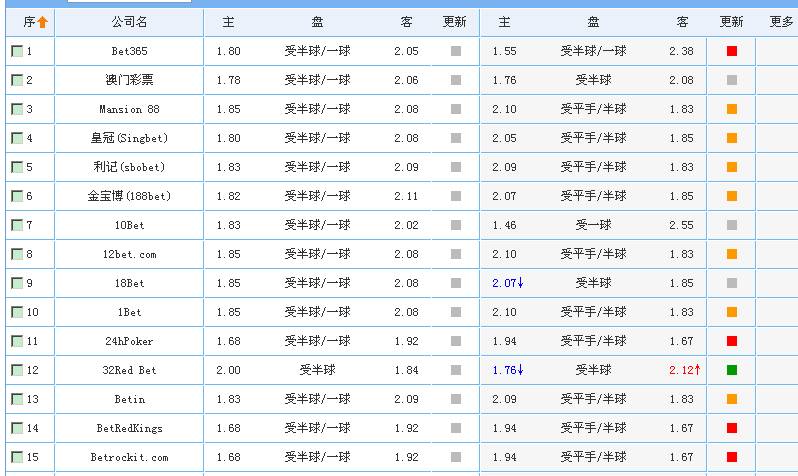 序 公司名 主 盘 客 更新 主 盘 客 更新 更多
1 Bet365 1.80 受半球/一球 2.05 1.55 受半球/一球 2.38
2 澳门彩票 1.78 受半球/一球 2.06 1.76 受半球 2.08
3 Mansion 88 1.85 受半球/一球 2.08 2.10 受平手/半球 1.83
4 皇冠(Singbet) 1.80 受半球/一球 2.08 2.05 受平手/半球 1.85
5 利记(sbobet) 1.83 受半球/一球 2.09 2.09 受平手/半球 1.83
6 金宝博(188bet) 1.82 受半球/一球 2.11 2.07 受平手/半球 1.85
7 10Bet 1.83 受半球/一球 2.02 1.46 受一球 2.55
8 12bet.com 1.85 受半球/一球 2.08 2.10 受平手/半球 1.83
9 18Bet 1.85 受半球/一球 2.08 2.07↓ 受半球 1.85
10 1Bet 1.85 受半球/一球 2.08 2.10 受平手/半球 1.83
11 24hPoker 1.68 受半球/一球 1.92 1.94 受平手/半球 1.67
12 32Red Bet 2.00 受半球 1.84 1.76↓ 受半球 2.12↑
13 Betin 1.83 受半球/一球 2.09 2.09 受平手/半球 1.83
14 BetRedKings 1.68 受半球/一球 1.92 1.94 受平手/半球 1.67
15 Betrockit.com 1.68 受半球/一球 1.92 1.94 受平手/半球 1.67